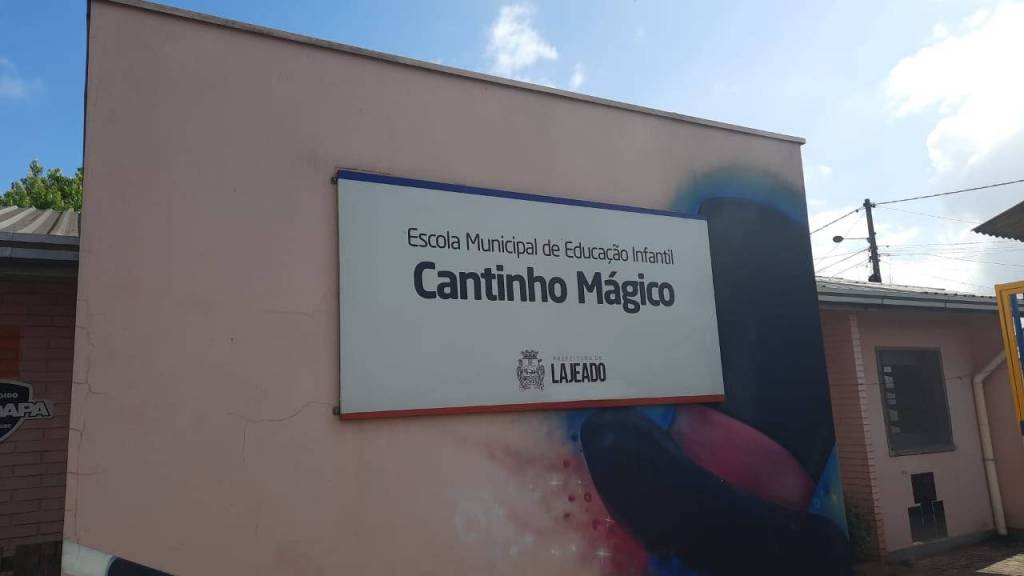 Escola Municipal de Educação Infantil
Cantinho Mágico
PREFEITURA DE
LAJEADO